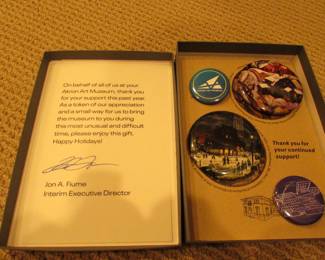 On behalf of all of us at your
Akron Art Museum, thank you
for your support this past year.
As a token of our appreciation
and a small way for us to bring
the museum to you during
this most unusual and difficult
time, please enjoy this gift.
Happy Holidays!
Jon A. Fiume
Interim Executive Director
Thank you for
your continued
support!